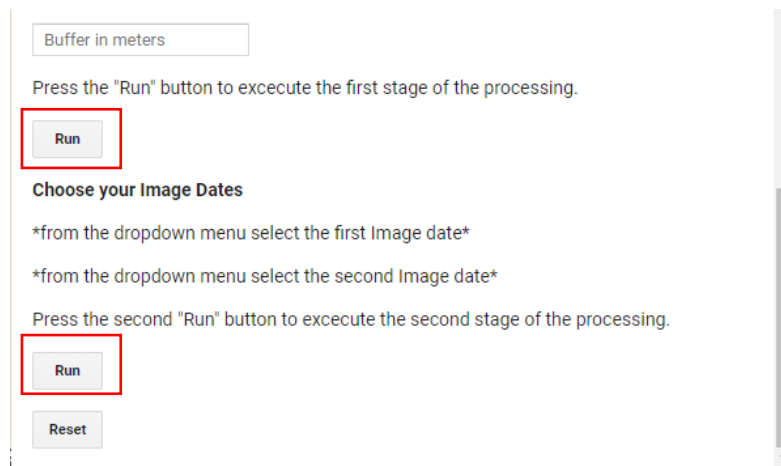 Buffer in meters
Press the "Run" button to excecute the first stage of the processing.
Run
Choose your Image Dates
*from the dropdown menu select the first Image date*
*from the dropdown menu select the second Image date*
Press the second "Run" button to excecute the second stage of the processing.
Run
Reset